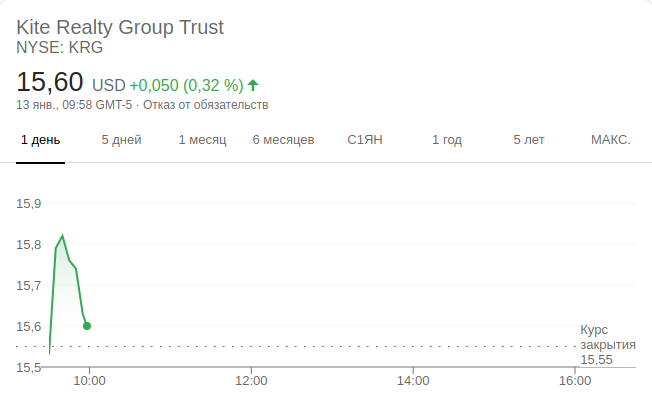 Kite Realty Group Trust
NYSE: KRG
15,60 USD +0,050 (0,32 %)
13 янв., 09:58 GMT-5 · Отказ от обязательств
1 день 5 дней 1 месяц 6 месяцев С1ЯН 1 год 5 лет МАКС.
15,9
15,8
15,7
15,6
Курс
закрытия
15,55
15,5
10:00 12:00 14:00 16:00